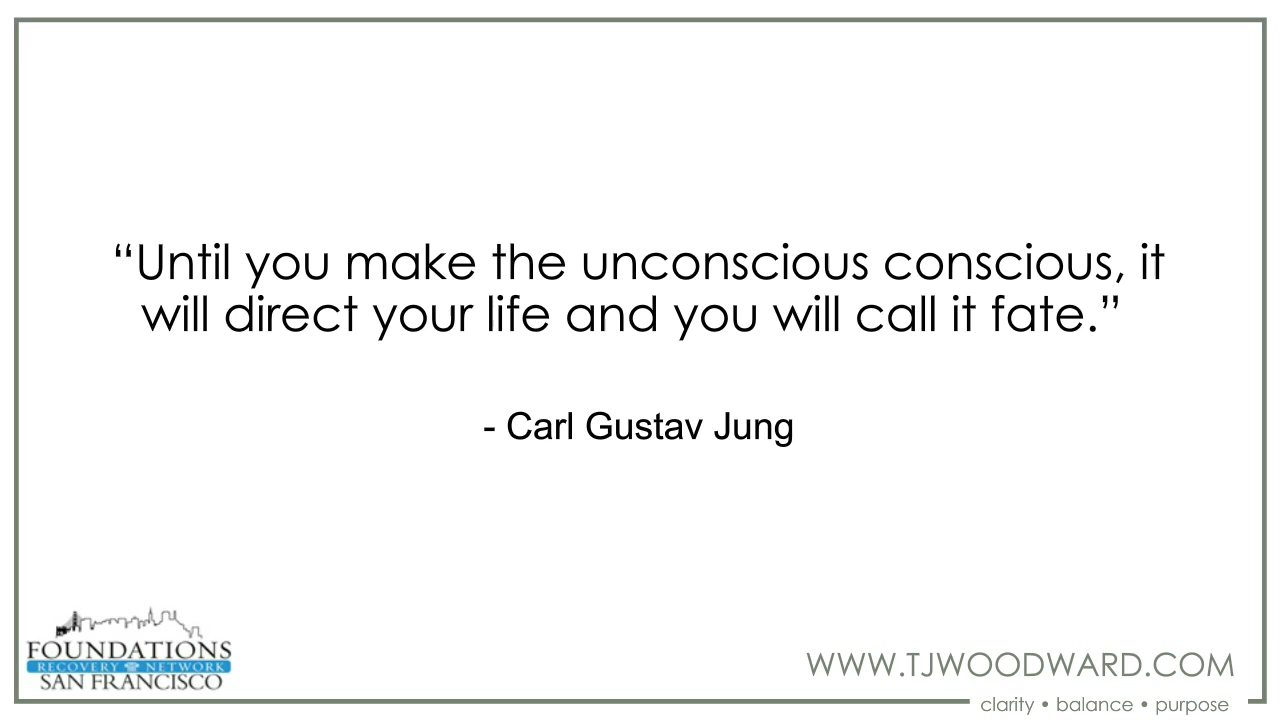 “Until you make the unconscious conscious, it
will direct your life and you will call it fate.”
- Carl Gustav Jung
FOUNDATIONS
RECOVERY NETWORK
SAN FRANCISCO
WWW.TJWOODWARD.COM
clarity • balance • purpose